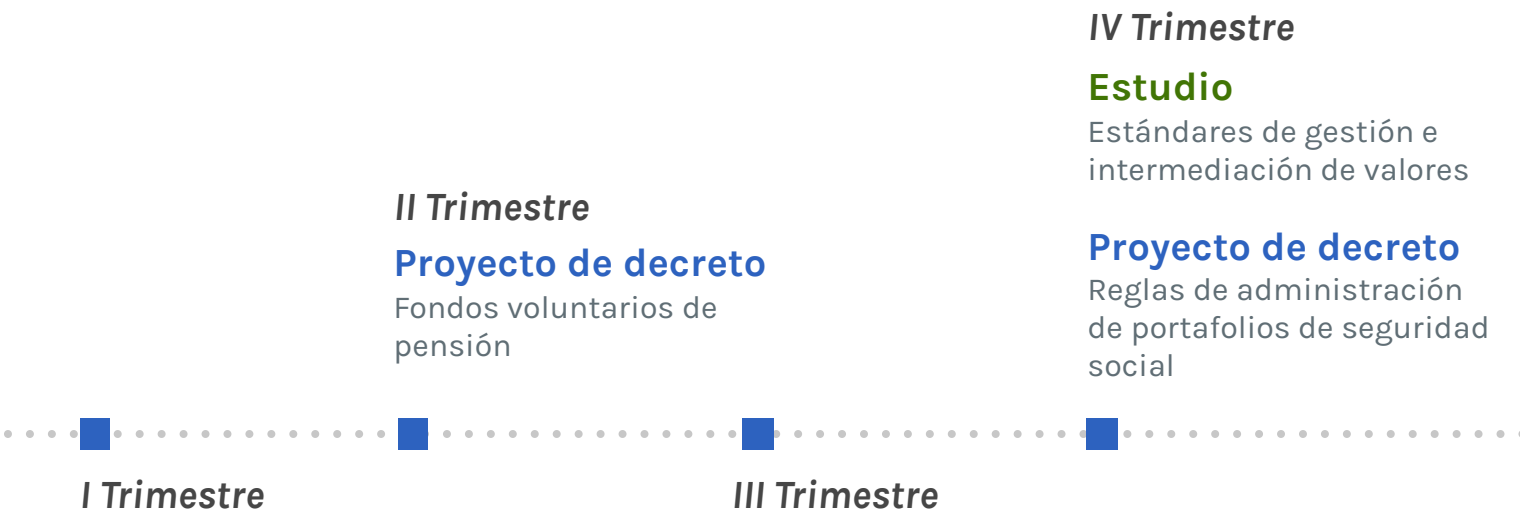 I Trimestre
II Trimestre
Proyecto de decreto
Fondos voluntarios de
pensión
III Trimestre
IV Trimestre
Estudio
Estándares de gestión e
intermediación de valores
Proyecto de decreto
Reglas de administración
de portafolios de seguridad
social